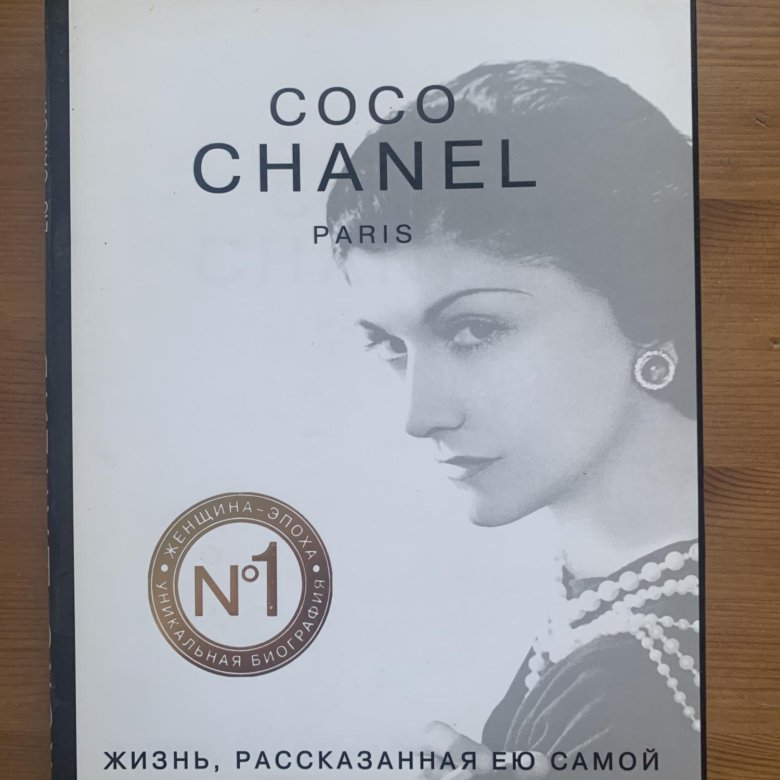 COCO
CHANEL
PARIS
ЖЕНЩИНА-ЭПОХА
№1
УНИКАЛЬНАЯ БИОГРАФИЯ
ЖИЗНЬ, РАССКАЗАННАЯ ЕЮ САМОЙ